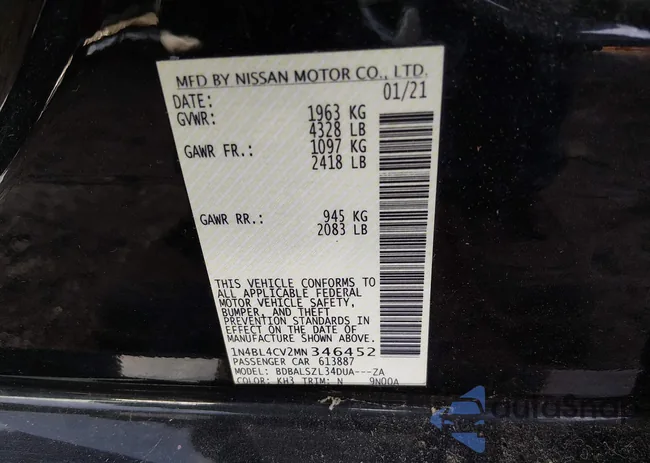 MFD BY NISSAN MOTOR CO., LTD.
DATE: 01/21
GVWR: 1963 KG
4328 LB
GAWR FR.: 1097 KG
2418 LB
GAWR RR.: 945 KG
2083 LB
THIS VEHICLE CONFORMS TO
ALL APPLICABLE FEDERAL
MOTOR VEHICLE SAFETY,
BUMPER, AND THEFT
PREVENTION STANDARDS IN
EFFECT ON THE DATE OF
MANUFACTURE SHOWN ABOVE.
1N4BL4CV2MN346452
PASSENGER CAR 613887
MODEL: BDBALSZL34DUA---ZA
COLOR: KH3 TRIM: N 9N00A
autoSnap